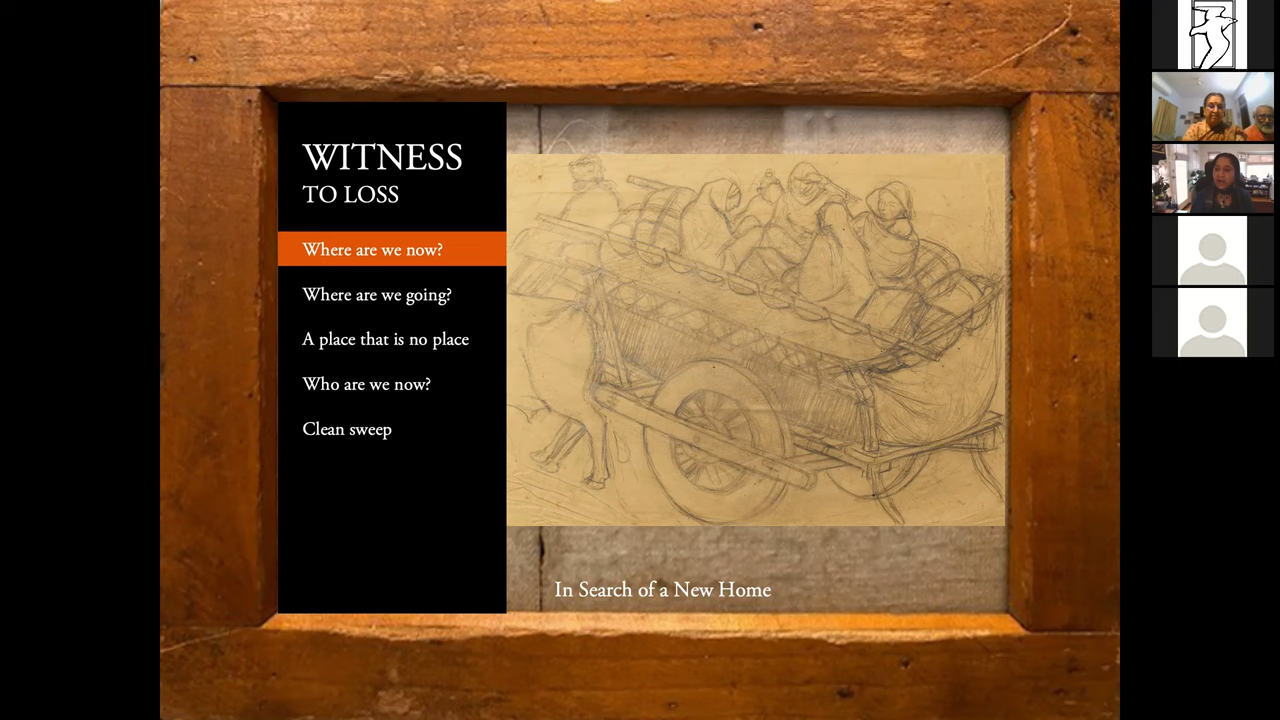 WITNESS
TO LOSS
Where are we now?
Where are we going?
A place that is no place
Who are we now?
Clean sweep
In Search of a New Home